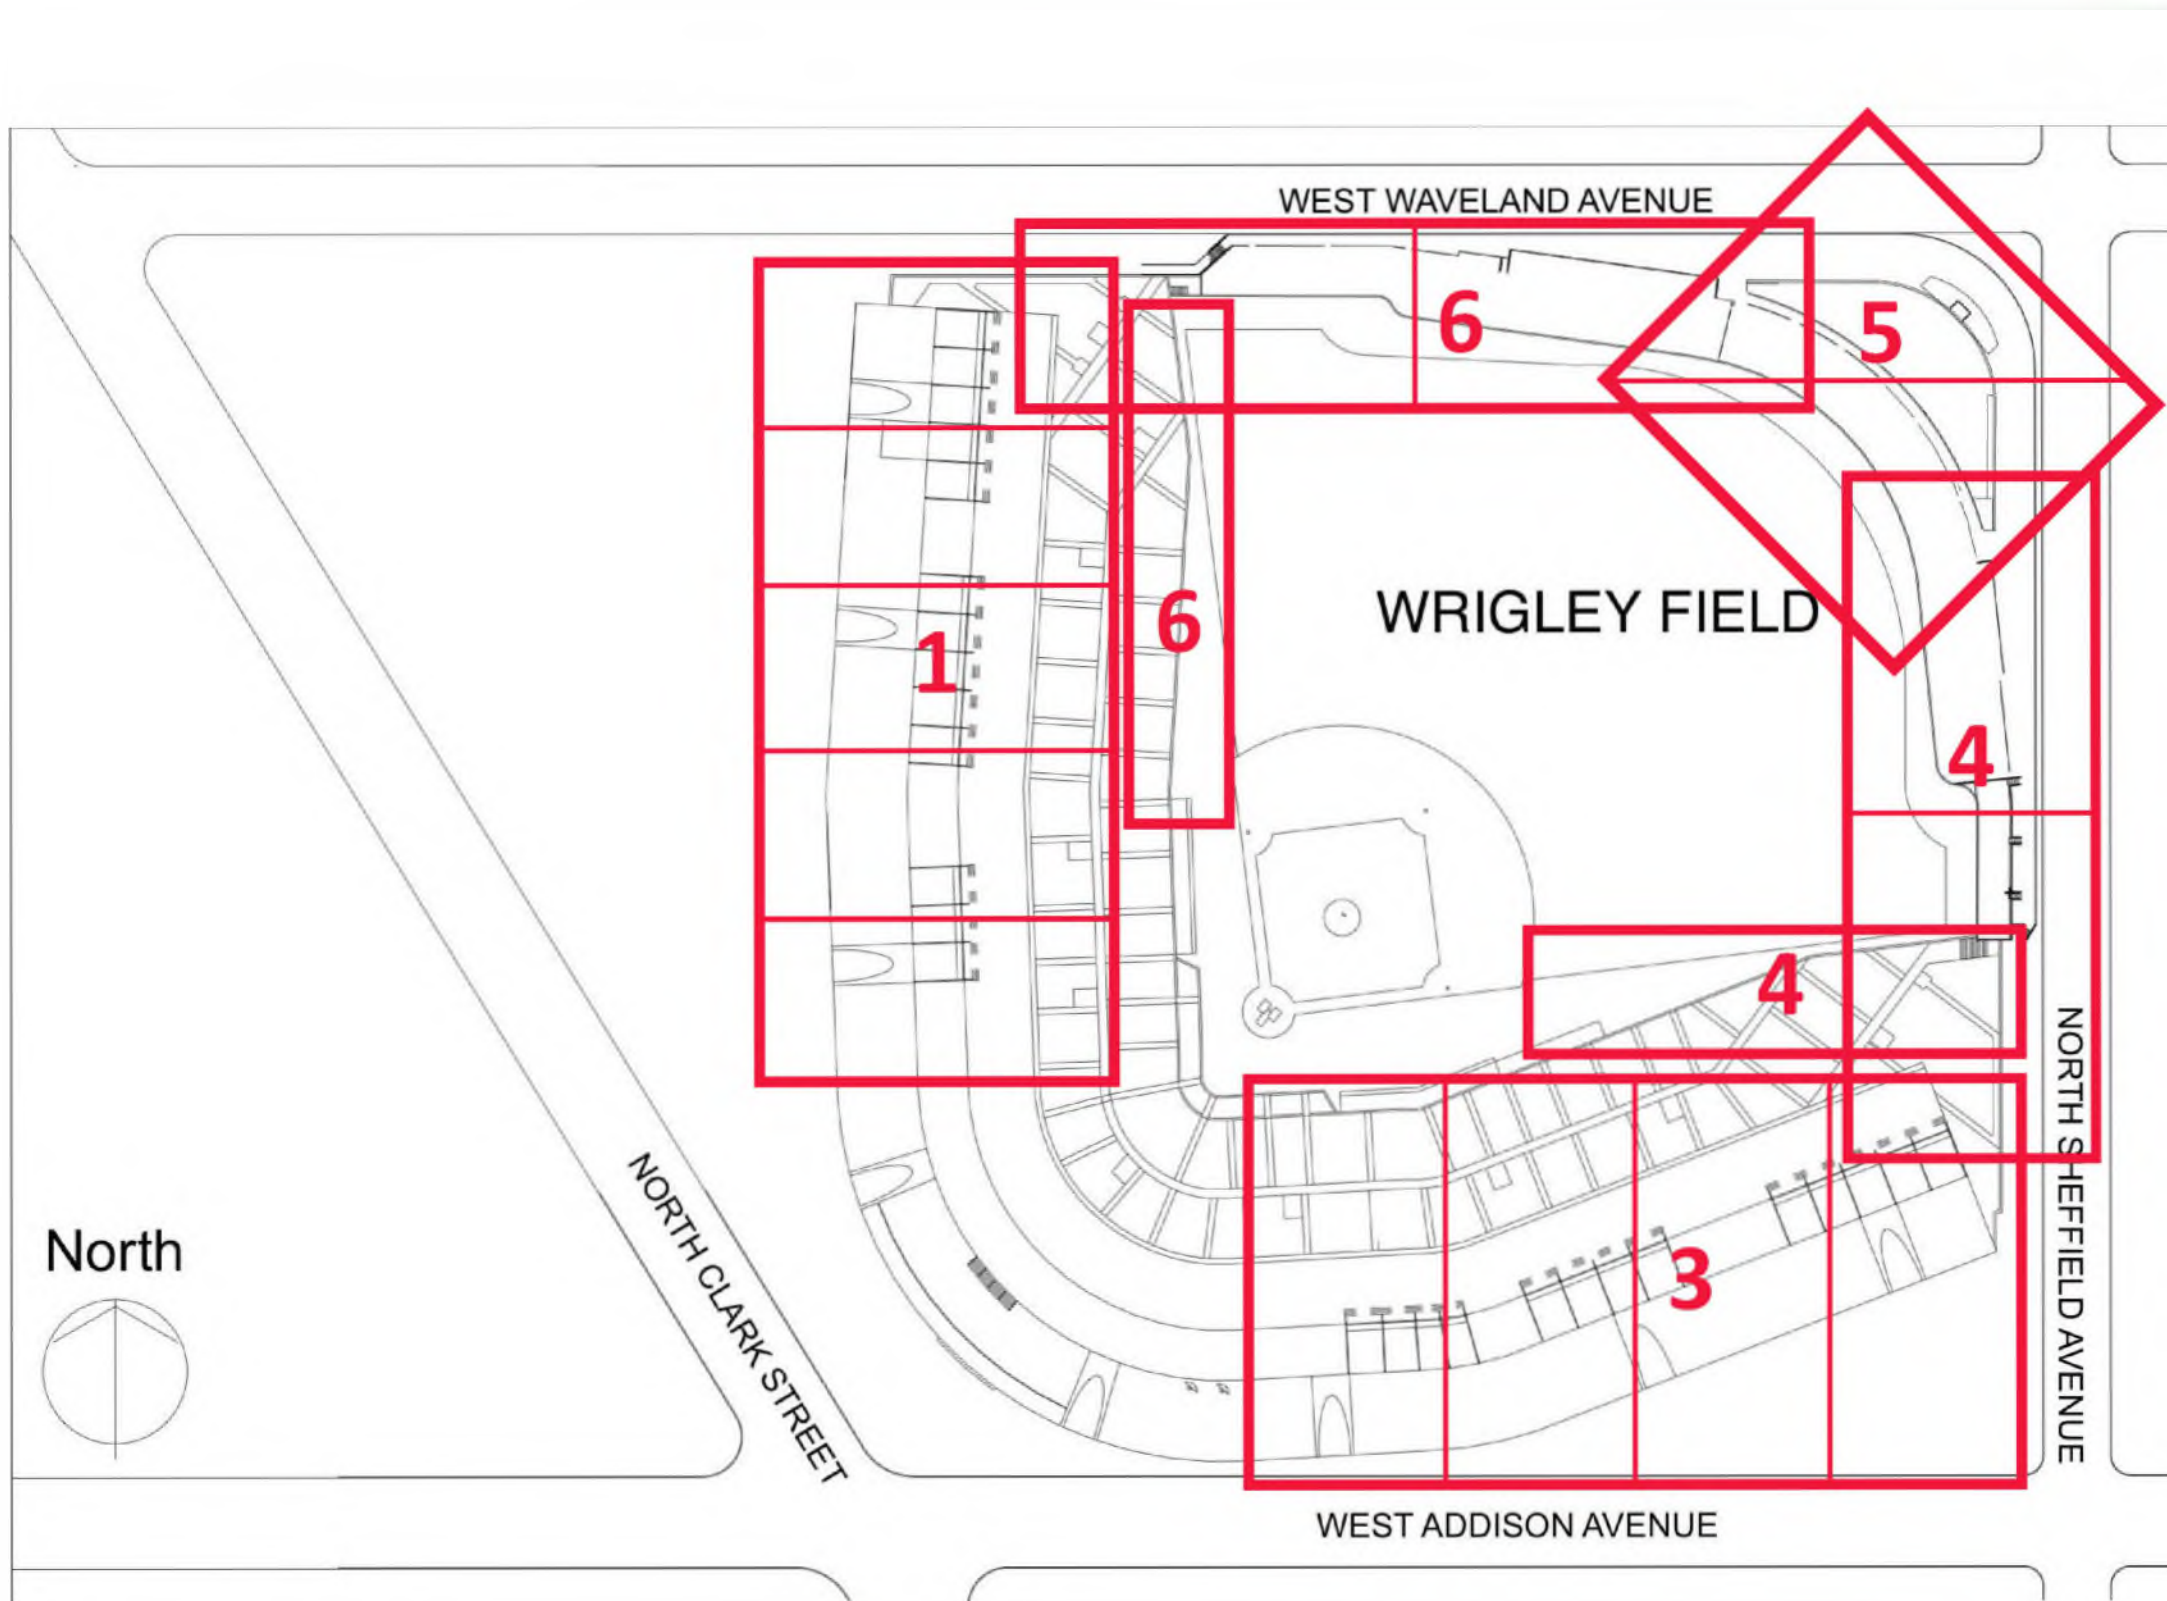 WEST WAVELAND AVENUE
6
5
WRIGLEY FIELD
1
6
4
4
NORTH SHEFFIELD AVENUE
NORTH CLARK STREET
North
3
WEST ADDISON AVENUE